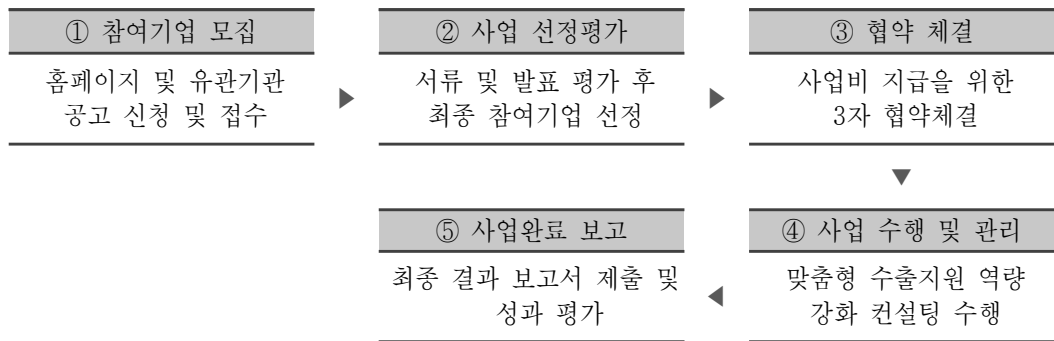 ① 참여기업 모집
홈페이지 및 유관기관
공고 신청 및 접수
② 사업 선정평가
서류 및 발표 평가 후
최종 참여기업 선정
③ 협약 체결
사업비 지급을 위한
3자 협약체결
④ 사업 수행 및 관리
맞춤형 수출지원 역량
강화 컨설팅 수행
⑤ 사업완료 보고
최종 결과 보고서 제출 및
성과 평가